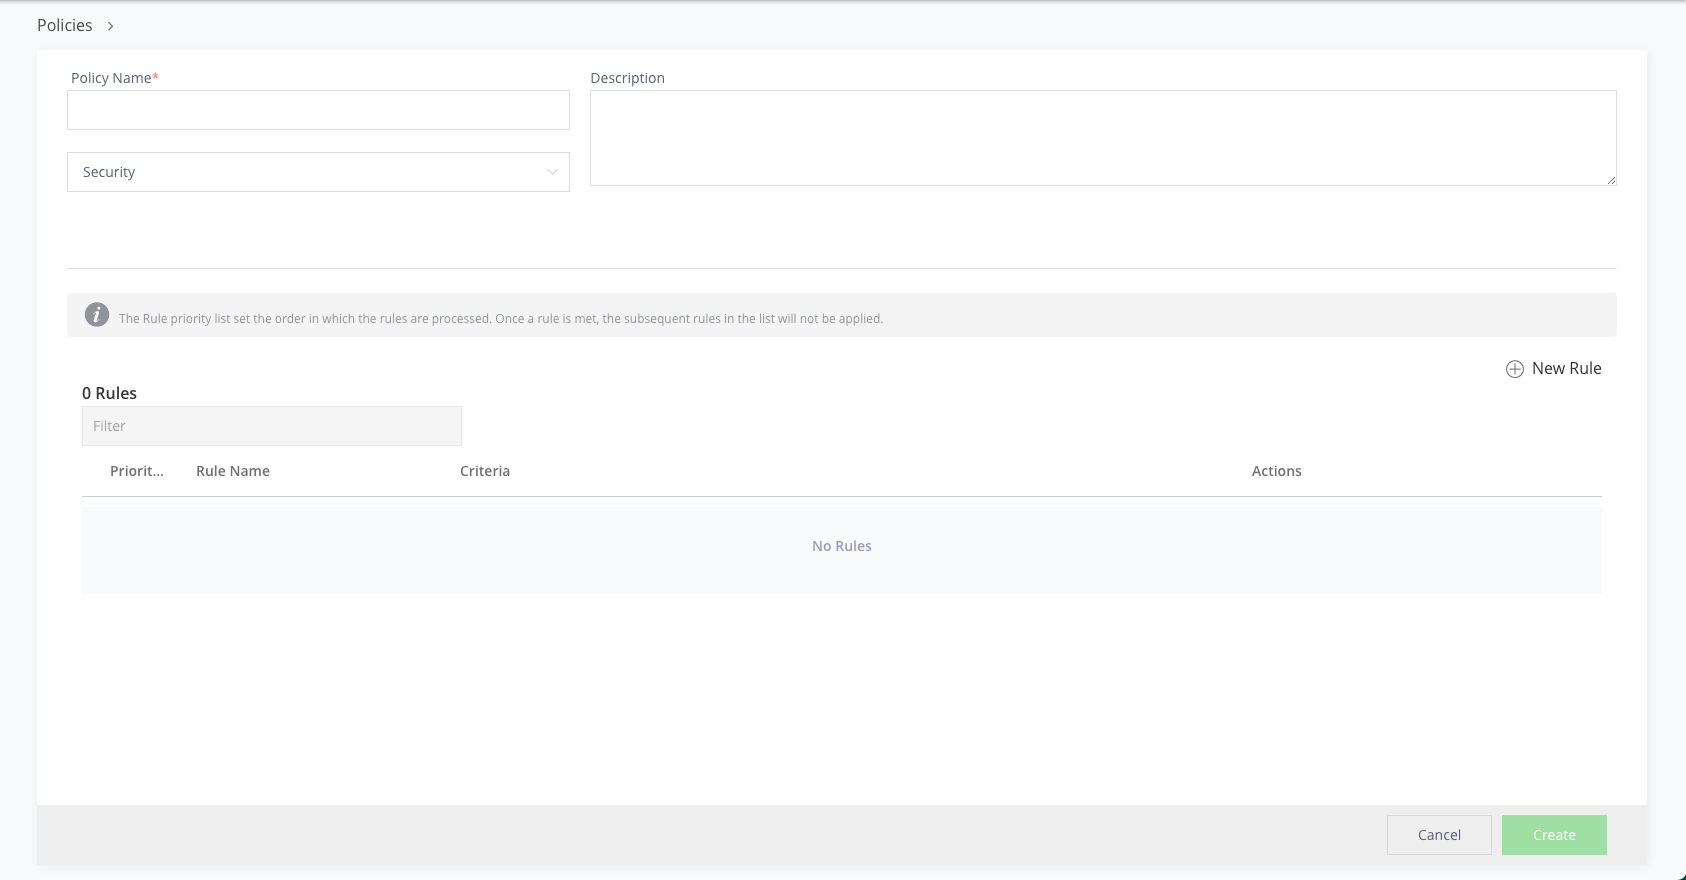 Policies
Policy Name*
Description
Security
The Rule priority list set the order in which the rules are processed. Once a rule is met, the subsequent rules in the list will not be applied.
New Rule
0 Rules
Filter
Priorit... Rule Name Criteria Actions
No Rules
Cancel Create